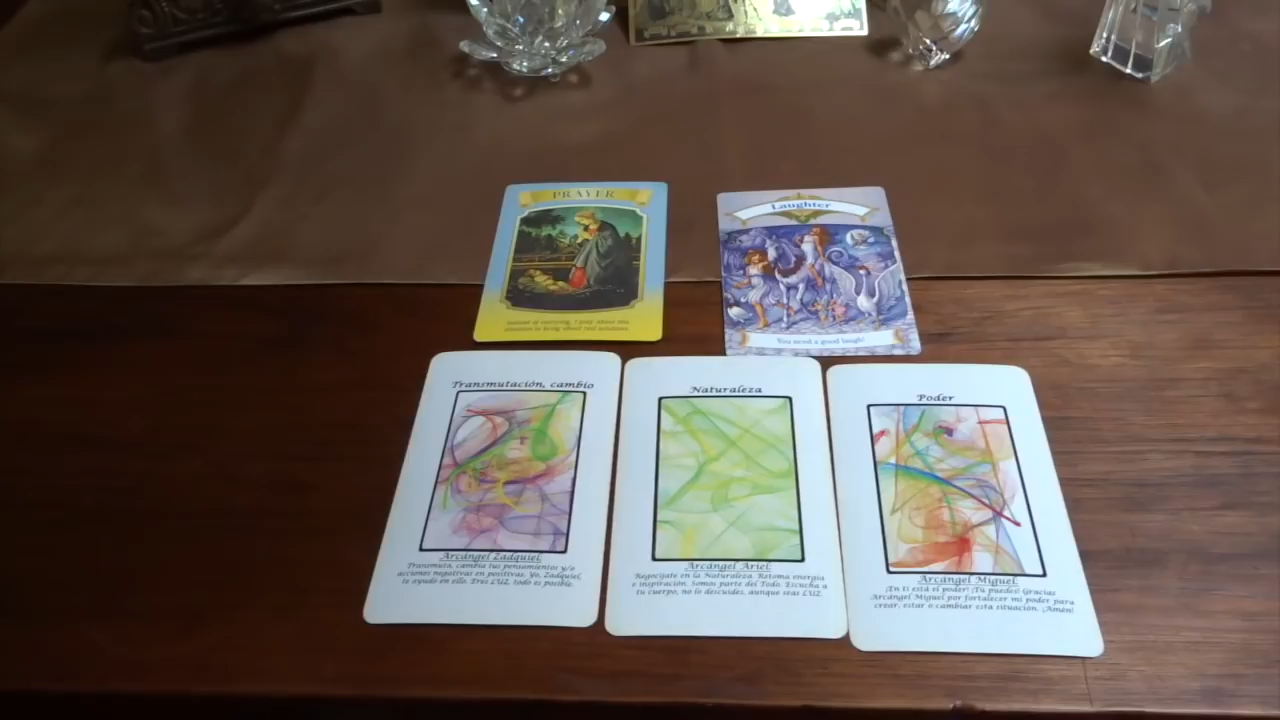 PRAYER
Instead of worrying, I pray about this
situation to bring about real solutions.
Laughter
You need a good laugh!
Transmutación, cambio
Arcángel Zadquiel:
Transmuto, cambia tus pensamientos y/o
acciones negativas en positivas. Yo, Zadquiel,
te ayudo en ello. Eres LUZ, todo es posible.
Naturaleza
Arcángel Ariel:
Regocíjate en la Naturaleza. Retoma energía
e inspiración. Somos parte del Todo. Escucha a
tu cuerpo, no lo descuides, aunque seas LUZ.
Poder
Arcángel Miguel:
¡En ti está el poder! ¡Tú puedes! Gracias
Arcángel Miguel por fortalecer mi poder para
crear, estar o cambiar esta situación. ¡Amén!